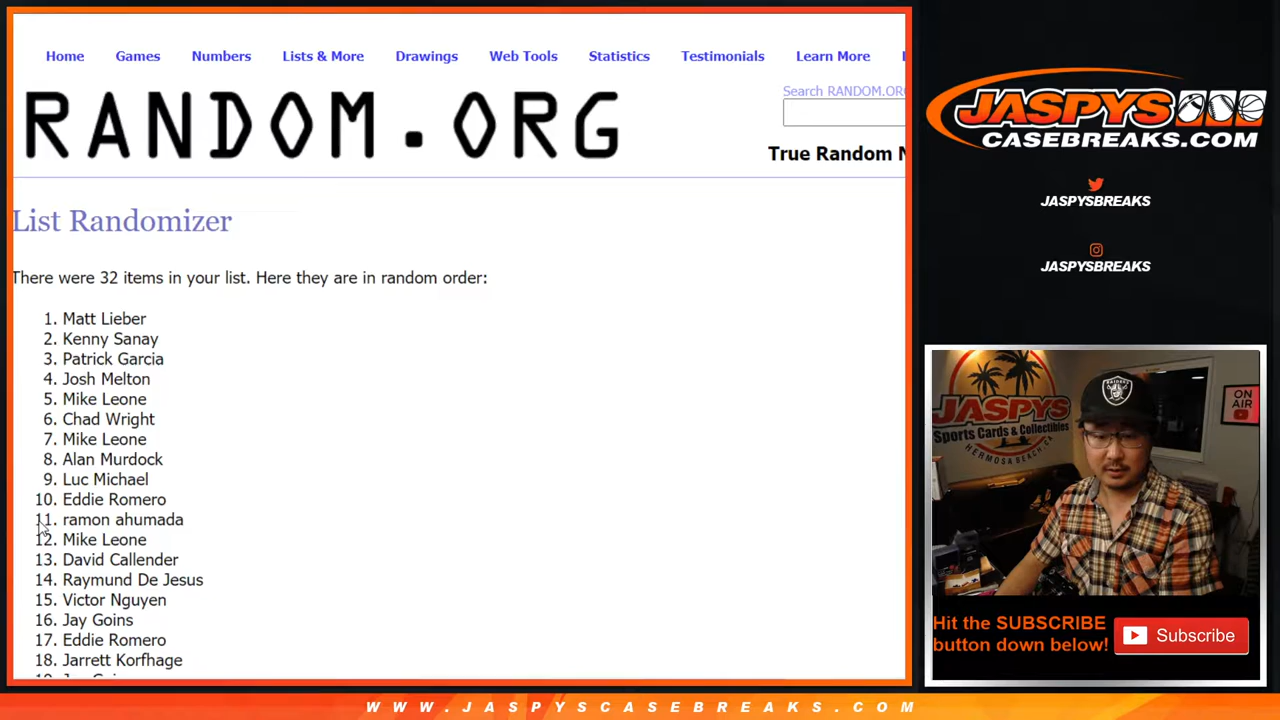 Home Games Numbers Lists & More Drawings Web Tools Statistics Testimonials Learn More
RANDOM.ORG
Search RANDOM.ORG
True Random N
List Randomizer
There were 32 items in your list. Here they are in random order:
1. Matt Lieber
2. Kenny Sanay
3. Patrick Garcia
4. Josh Melton
5. Mike Leone
6. Chad Wright
7. Mike Leone
8. Alan Murdock
9. Luc Michael
10. Eddie Romero
11. ramon ahumada
12. Mike Leone
13. David Callender
14. Raymund De Jesus
15. Victor Nguyen
16. Jay Goins
17. Eddie Romero
18. Jarrett Korfhage
JASPYS
CASEBREAKS.COM
JASPYSBREAKS
JASPYSBREAKS
JASPYS
Sports Cards & Collectibles
HERMOSA BEACH, CA
RAIDERS
ON AIR
Hit the SUBSCRIBE
button down below!
Subscribe
WWW.JASPYSCASEBREAKS.COM